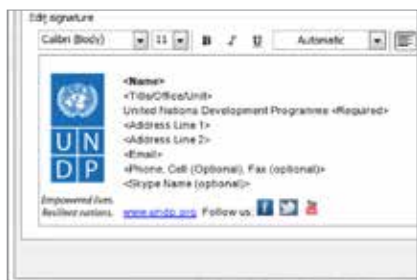 Edit signature
Calibri (Body) 11 B I U Automatic
<Name>
<Title/Office/Unit>
United Nations Development Programme <Required>
<Address Line 1>
<Address Line 2>
<Email>
<Phone, Cell (Optional), Fax (optional)>
<Skype Name (optional)>
U N
D P
Empowered lives.
Resilient nations.
www.undp.org Follow us: